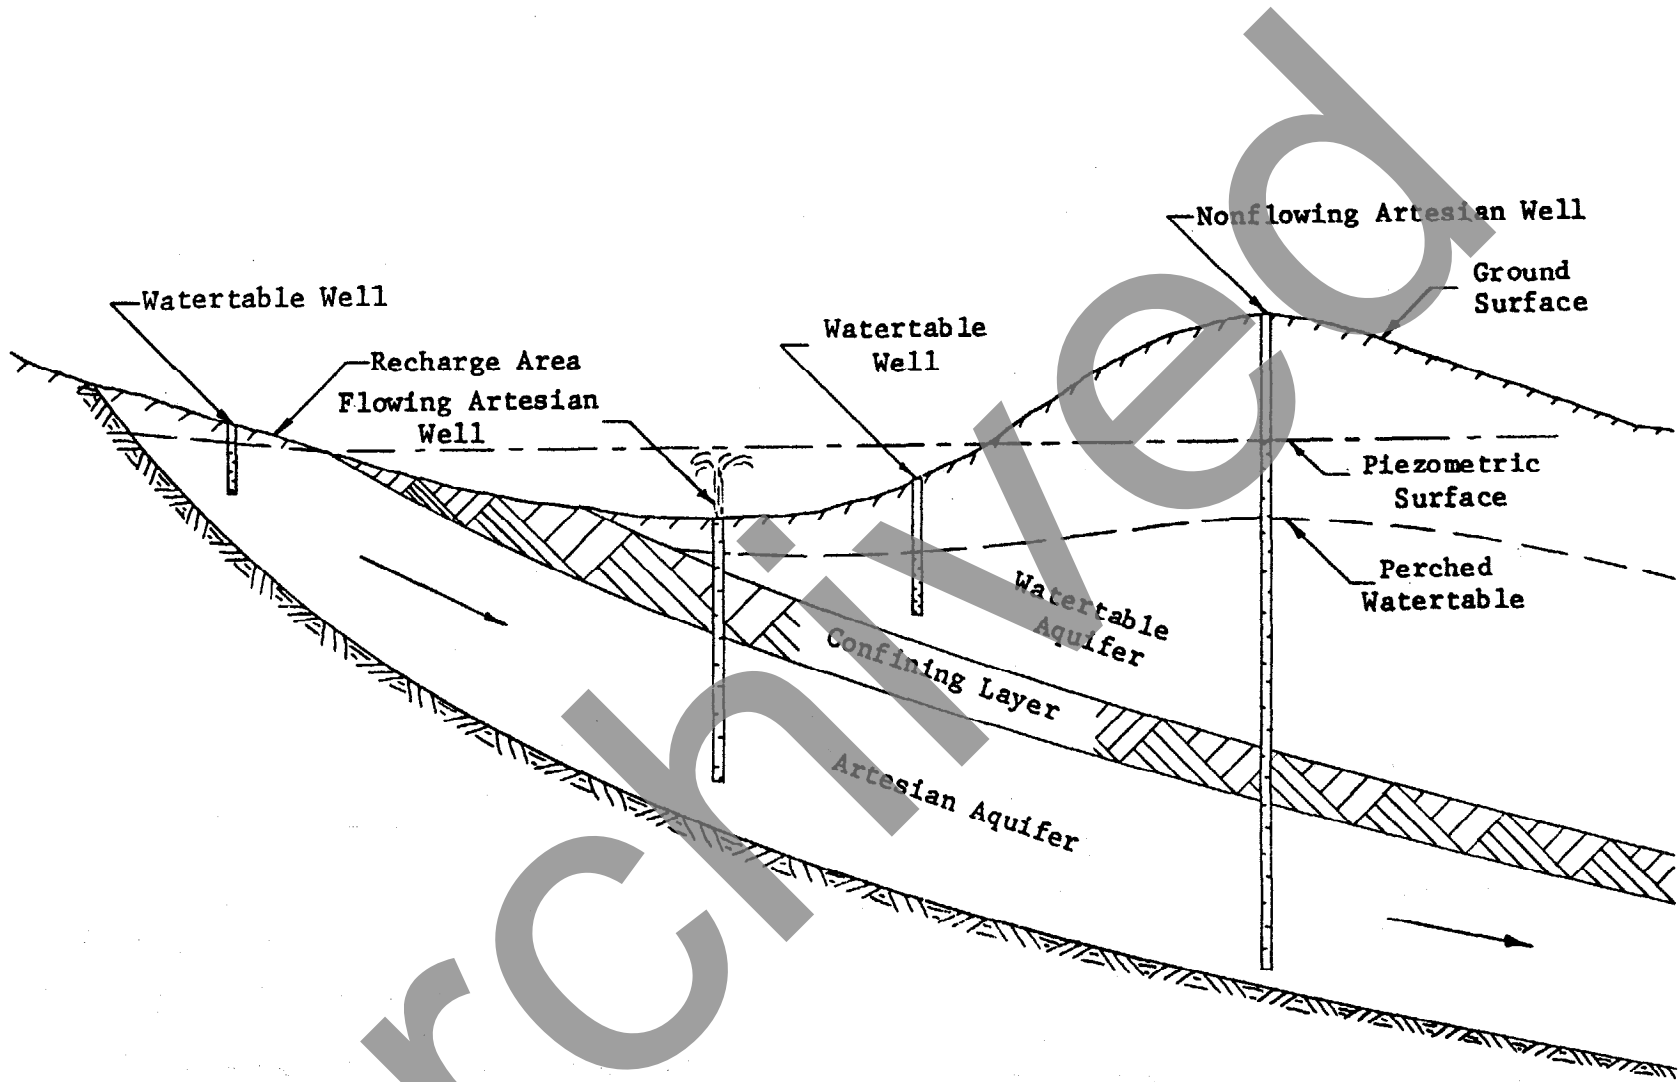 Nonflowing Artesian Well
Ground
Surface
Watertable Well
Watertable
Well
Recharge Area
Flowing Artesian
Well
Piezometric
Surface
Perched
Watertable
Watertable
Aquifer
Confining Layer
Artesian Aquifer
rchived